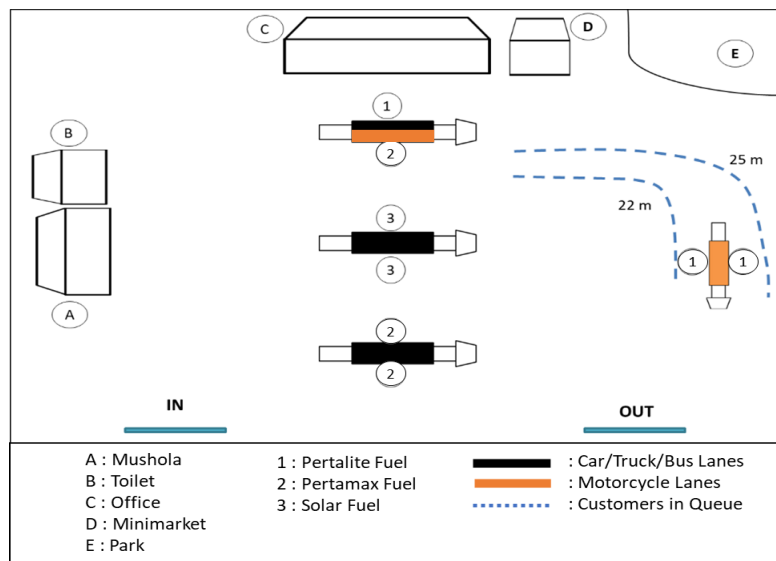 C
D
E
1
B
2
25 m
22 m
3
1
1
3
A
2
2
IN
OUT
A : Mushola
B : Toilet
C : Office
D : Minimarket
E : Park
1 : Pertalite Fuel
2 : Pertamax Fuel
3 : Solar Fuel
: Car/Truck/Bus Lanes
: Motorcycle Lanes
: Customers in Queue